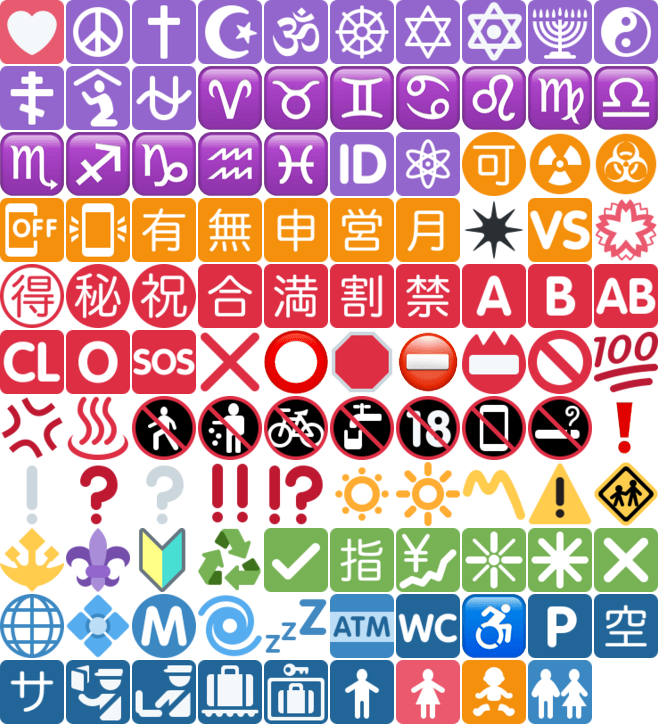 ID 可
OFF 有 無 申 営 月 VS
得 秘 祝 合 満 割 禁 A B AB
CL O SOS 100
18 !
! ? ? !! !?
指 ¥
M zzZ ATM WC P 空
サ